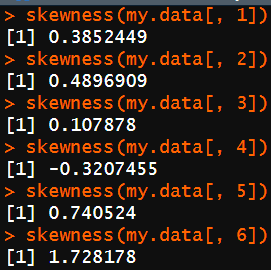 > skewness(my.data[, 1])
[1] 0.3852449
> skewness(my.data[, 2])
[1] 0.4896909
> skewness(my.data[, 3])
[1] 0.107878
> skewness(my.data[, 4])
[1] -0.3207455
> skewness(my.data[, 5])
[1] 0.740524
> skewness(my.data[, 6])
[1] 1.728178